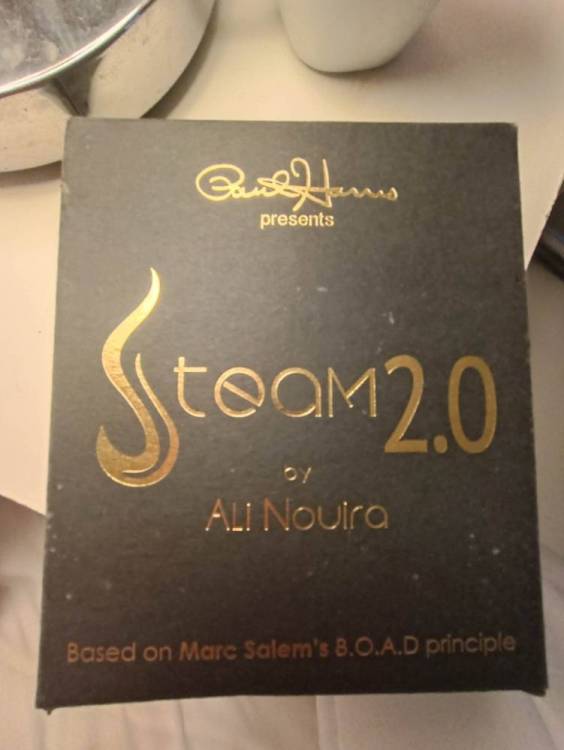 Paul Harris
presents
Steam 2.0
by
Ali Nouira
Based on Marc Salem's B.O.A.D principle